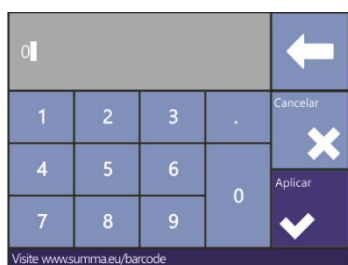 0
1 2 3 . Cancelar
4 5 6 0 Aplicar
7 8 9
Visite www.summa.eu/barcode